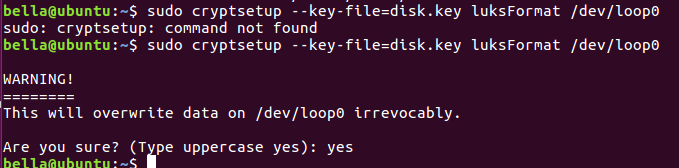 bella@ubuntu:~$ sudo cryptsetup --key-file=disk.key luksFormat /dev/loop0
sudo: cryptsetup: command not found
bella@ubuntu:~$ sudo cryptsetup --key-file=disk.key luksFormat /dev/loop0
WARNING!
========
This will overwrite data on /dev/loop0 irrevocably.
Are you sure? (Type uppercase yes): yes
bella@ubuntu:~$